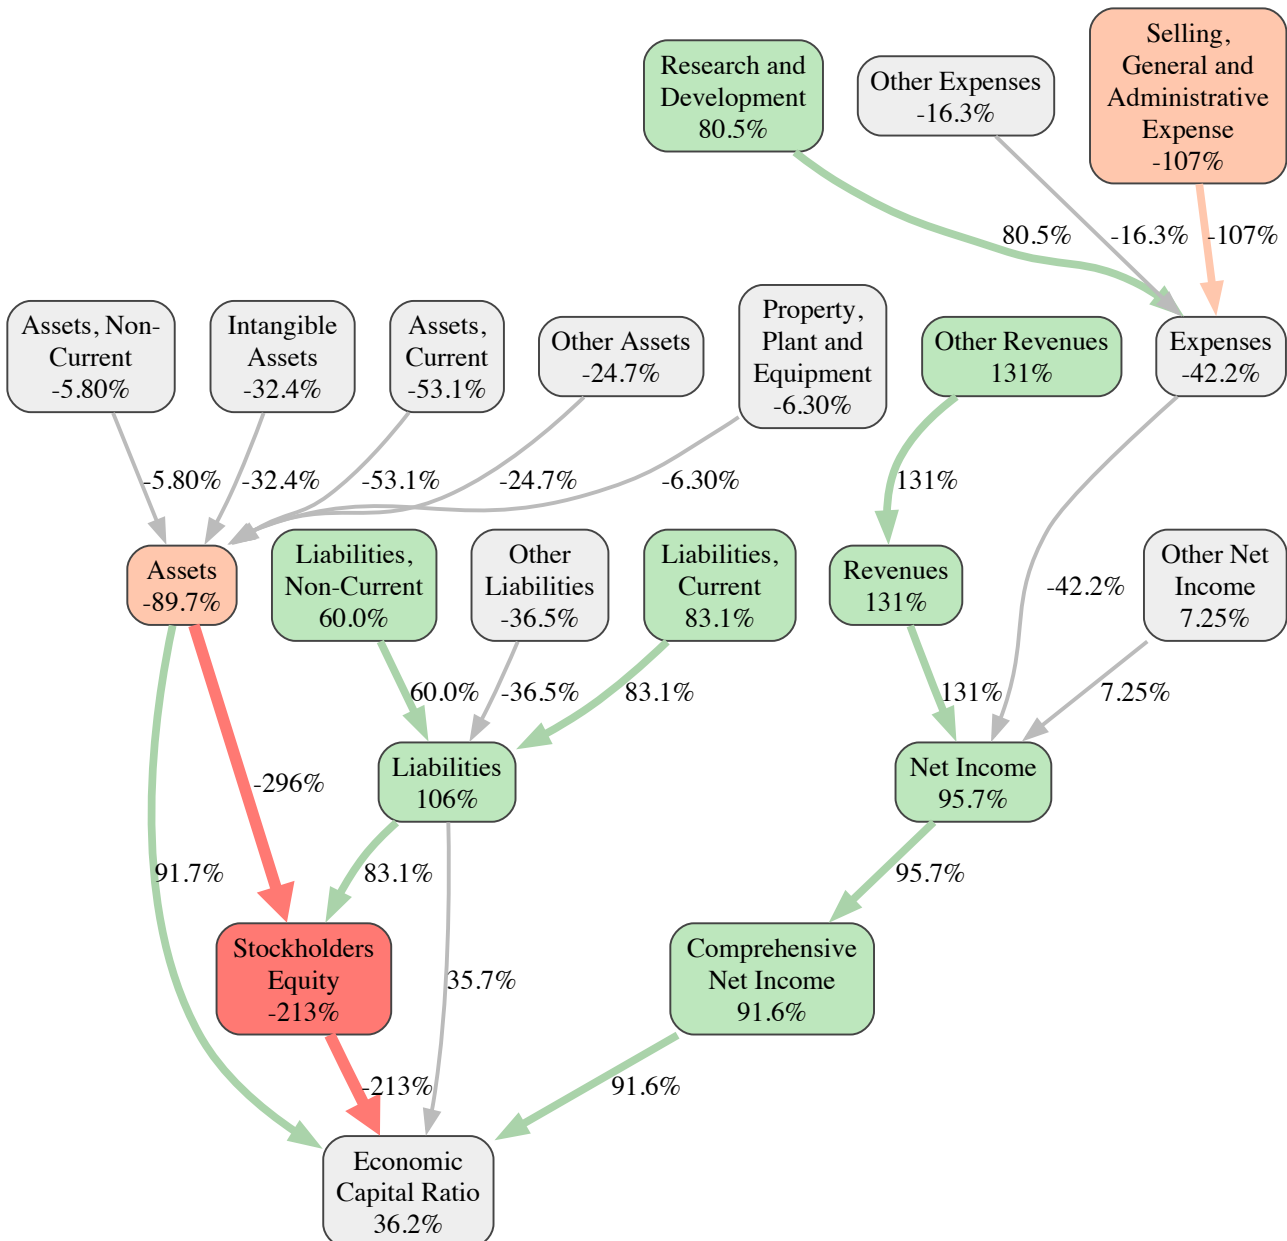 Selling,
General and
Administrative
Expense
-107%
Research and
Development
80.5%
Other Expenses
-16.3%
80.5%
-16.3%
-107%
Assets, Non-
Current
-5.80%
Intangible
Assets
-32.4%
Assets,
Current
-53.1%
Other Assets
-24.7%
Property,
Plant and
Equipment
-6.30%
Other Revenues
131%
Expenses
-42.2%
-5.80%
-32.4%
-53.1%
-24.7%
-6.30%
131%
Assets
-89.7%
Liabilities,
Non-Current
60.0%
Other
Liabilities
-36.5%
Liabilities,
Current
83.1%
Revenues
131%
-42.2%
Other Net
Income
7.25%
60.0%
-36.5%
83.1%
131%
7.25%
-296%
Liabilities
106%
Net Income
95.7%
91.7%
83.1%
95.7%
Stockholders
Equity
-213%
35.7%
Comprehensive
Net Income
91.6%
-213%
91.6%
Economic
Capital Ratio
36.2%